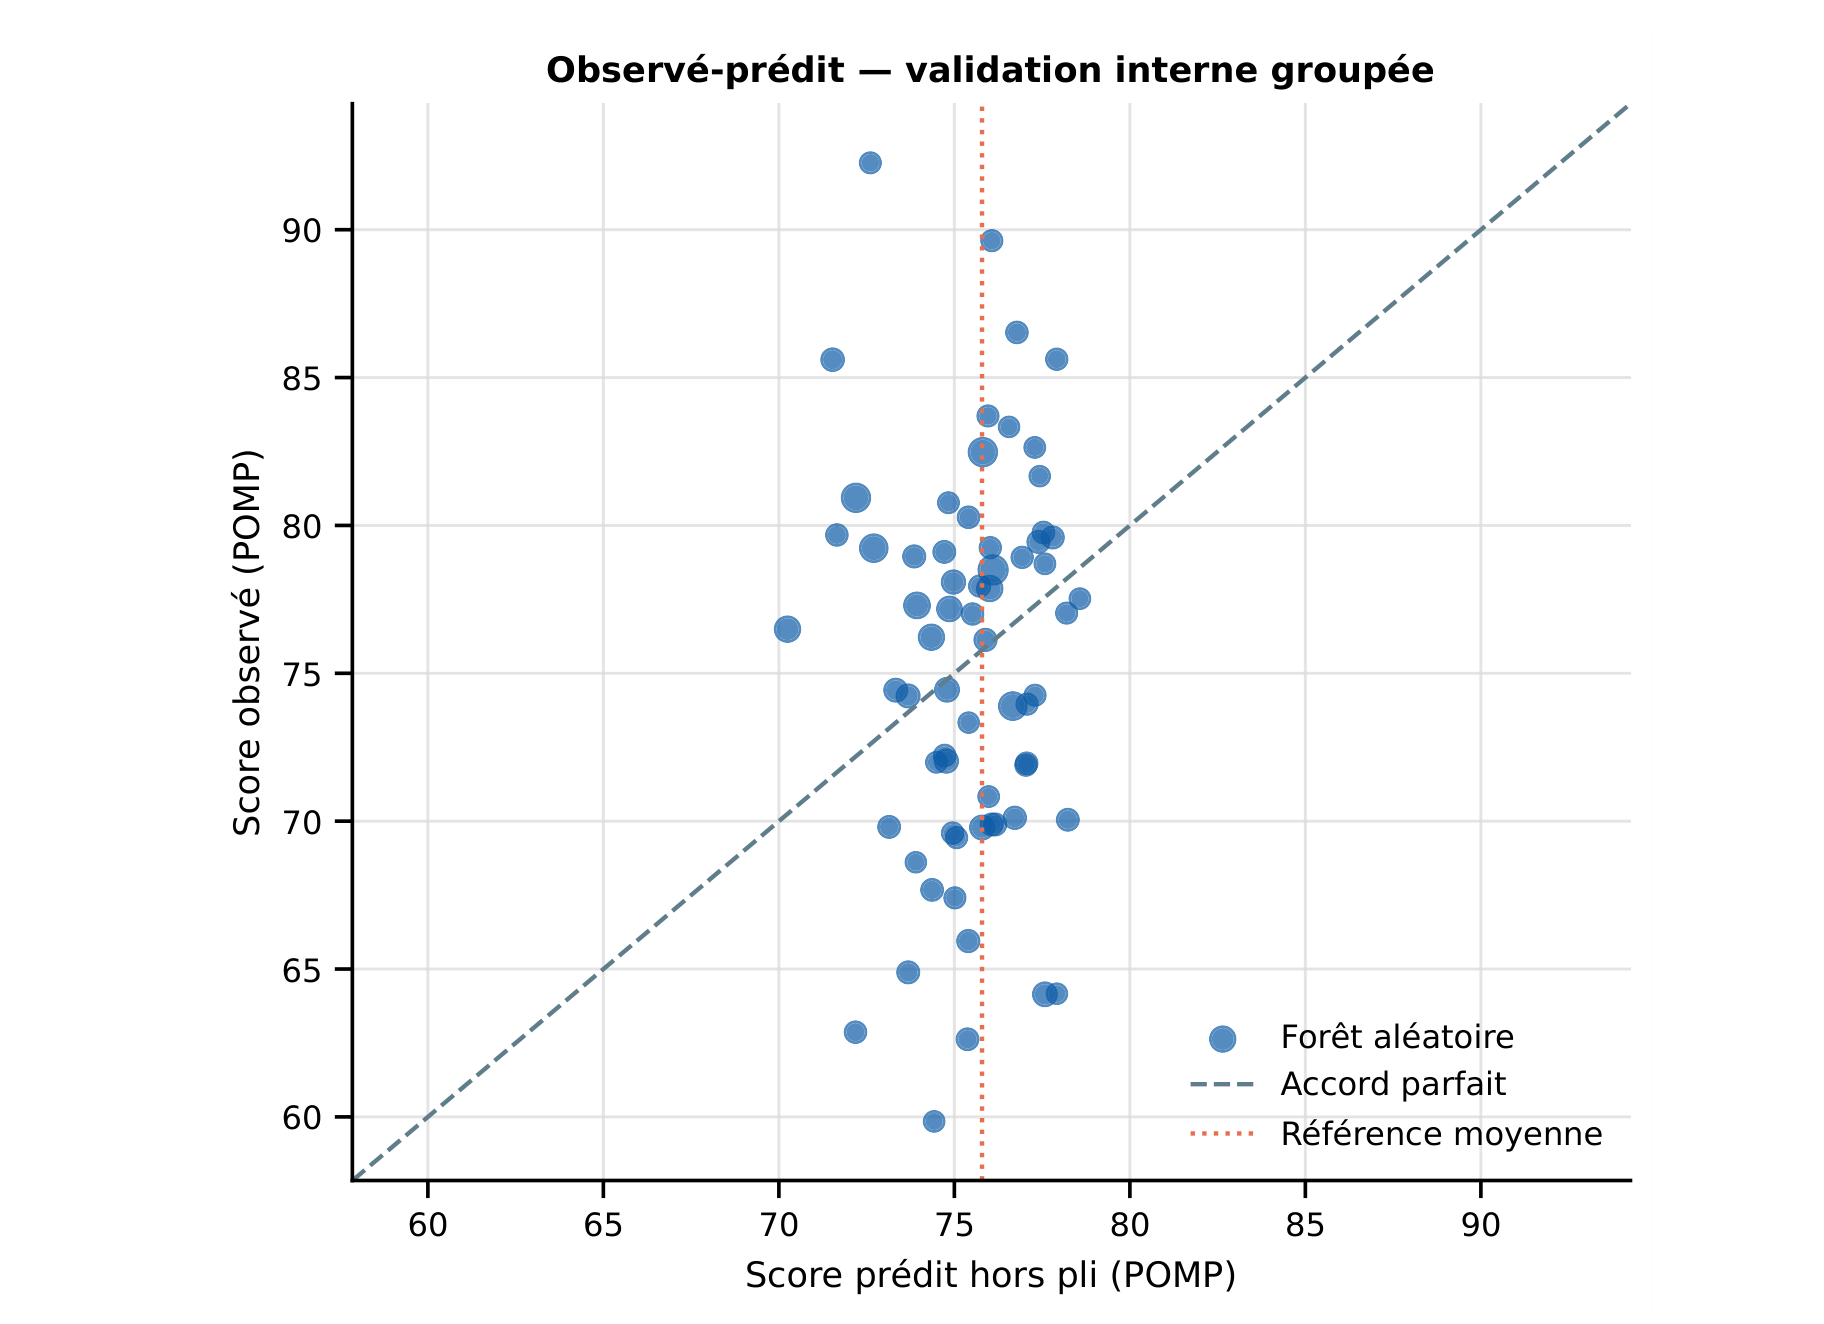 Observé-prédit — validation interne groupée
Score observé (POMP)
90
85
80
75
70
65
60
60 65 70 75 80 85 90
Score prédit hors pli (POMP)
Forêt aléatoire
Accord parfait
Référence moyenne